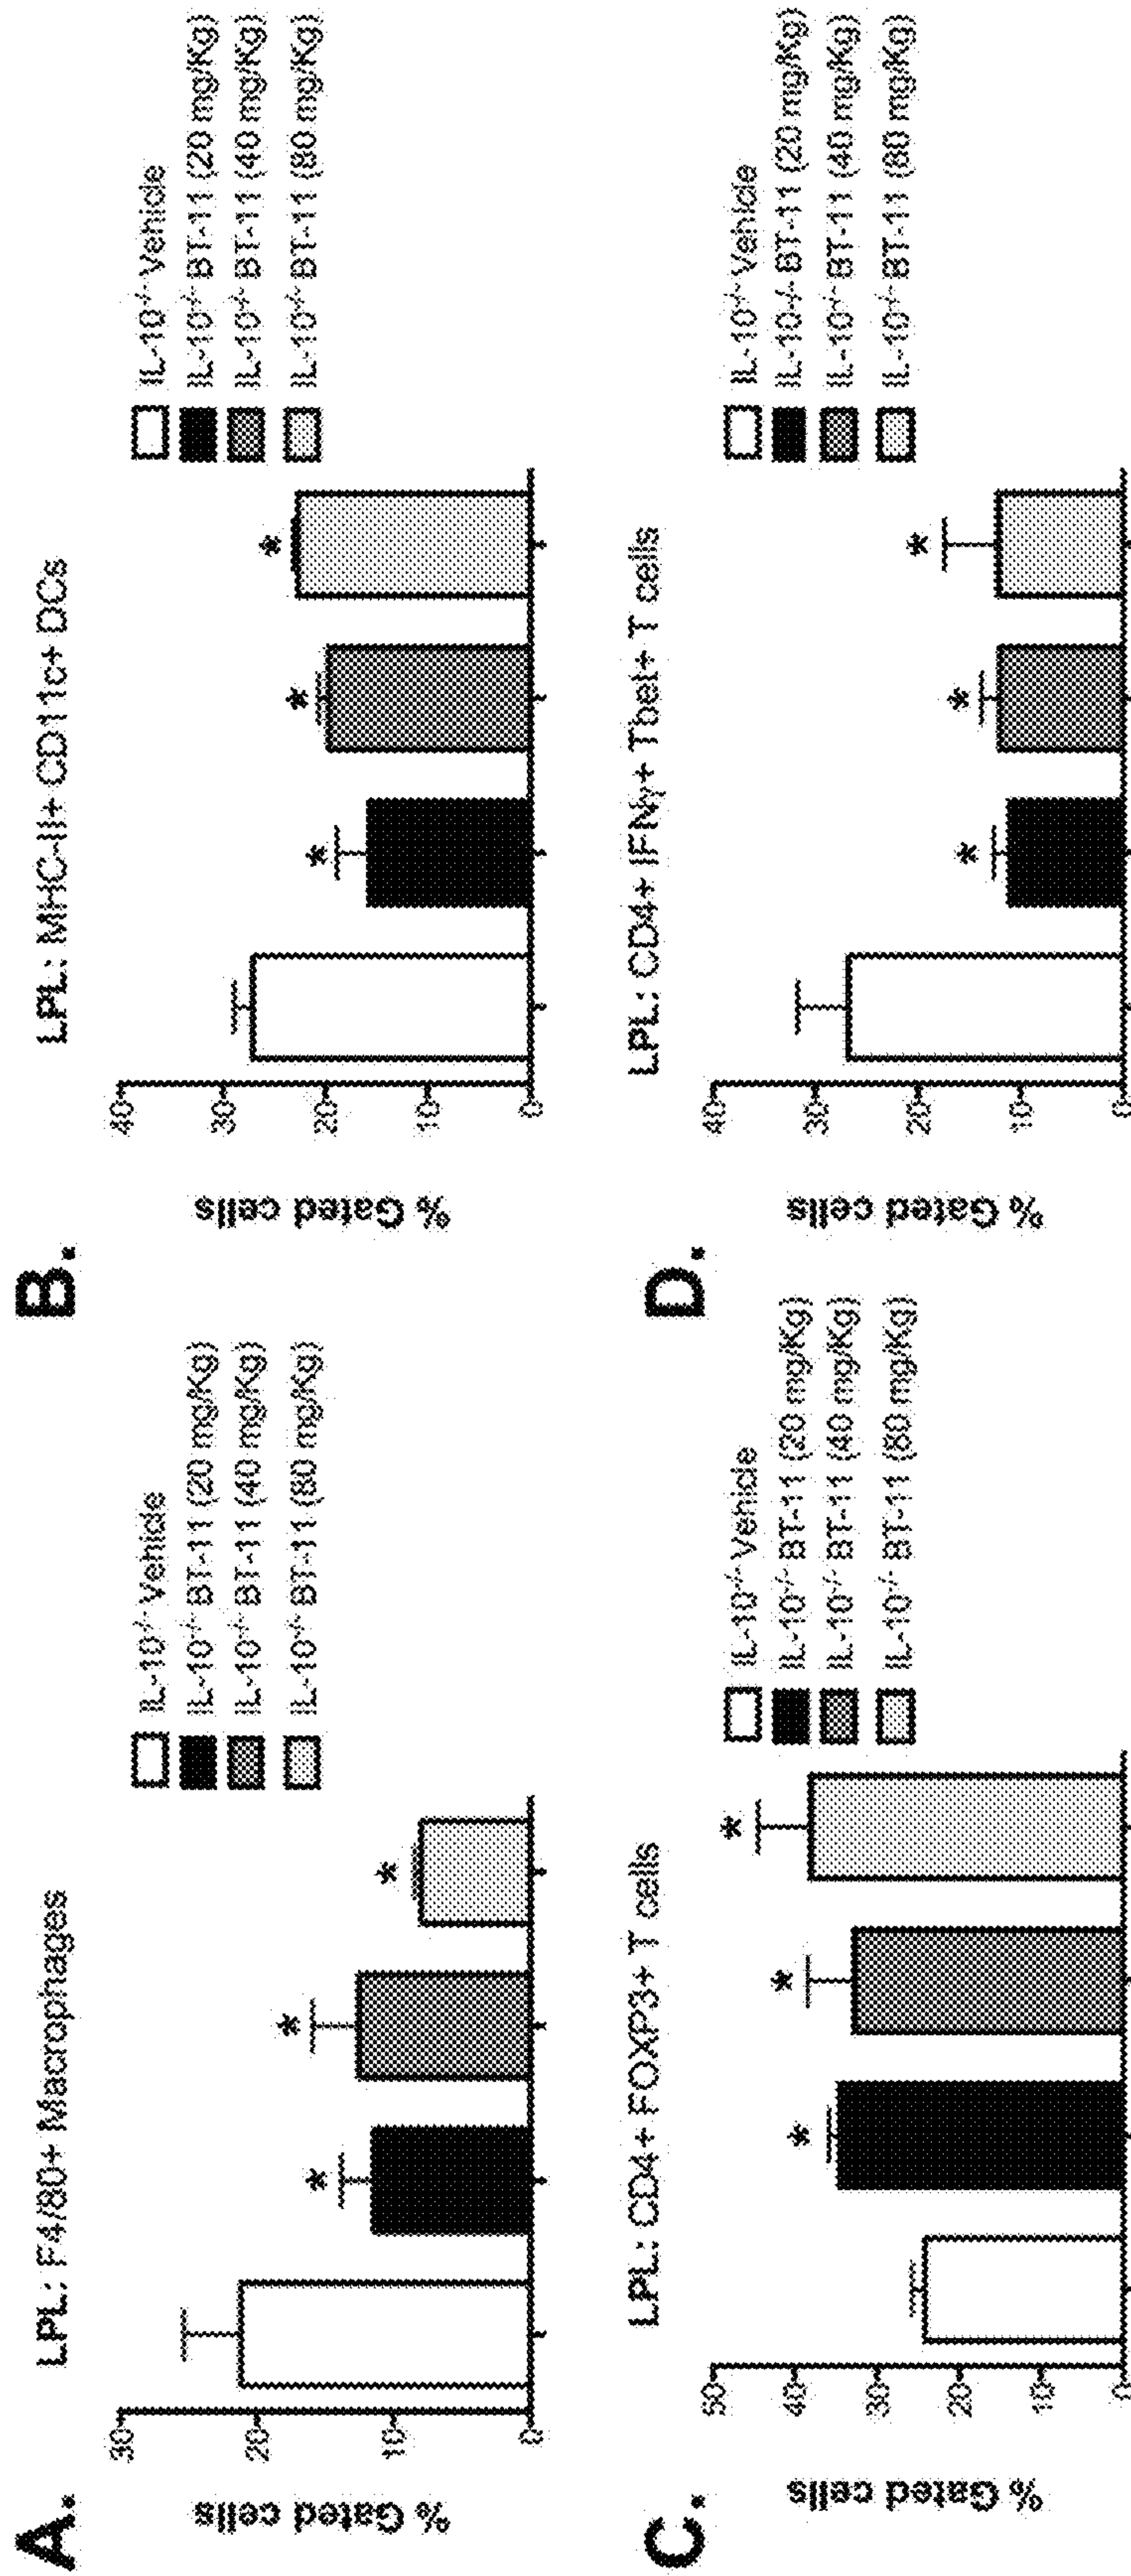 A.
LPL: F4/80+ Macrophages
% Gated cells
30
20
10
0
*
*
*
IL-10-/- Vehicle
IL-10-/- BT-11 (20 mg/Kg)
IL-10-/- BT-11 (40 mg/Kg)
IL-10-/- BT-11 (80 mg/Kg)
B.
LPL: MHC-II+ CD11c+ DCs
% Gated cells
40
30
20
10
0
*
*
*
IL-10-/- Vehicle
IL-10-/- BT-11 (20 mg/Kg)
IL-10-/- BT-11 (40 mg/Kg)
IL-10-/- BT-11 (80 mg/Kg)
C.
LPL: CD4+ FOXP3+ T cells
% Gated cells
50
40
30
20
10
0
*
*
*
IL-10-/- Vehicle
IL-10-/- BT-11 (20 mg/Kg)
IL-10-/- BT-11 (40 mg/Kg)
IL-10-/- BT-11 (80 mg/Kg)
D.
LPL: CD4+ IFNγ+ Tbet+ T cells
% Gated cells
40
30
20
10
0
*
*
*
IL-10-/- Vehicle
IL-10-/- BT-11 (20 mg/Kg)
IL-10-/- BT-11 (40 mg/Kg)
IL-10-/- BT-11 (80 mg/Kg)